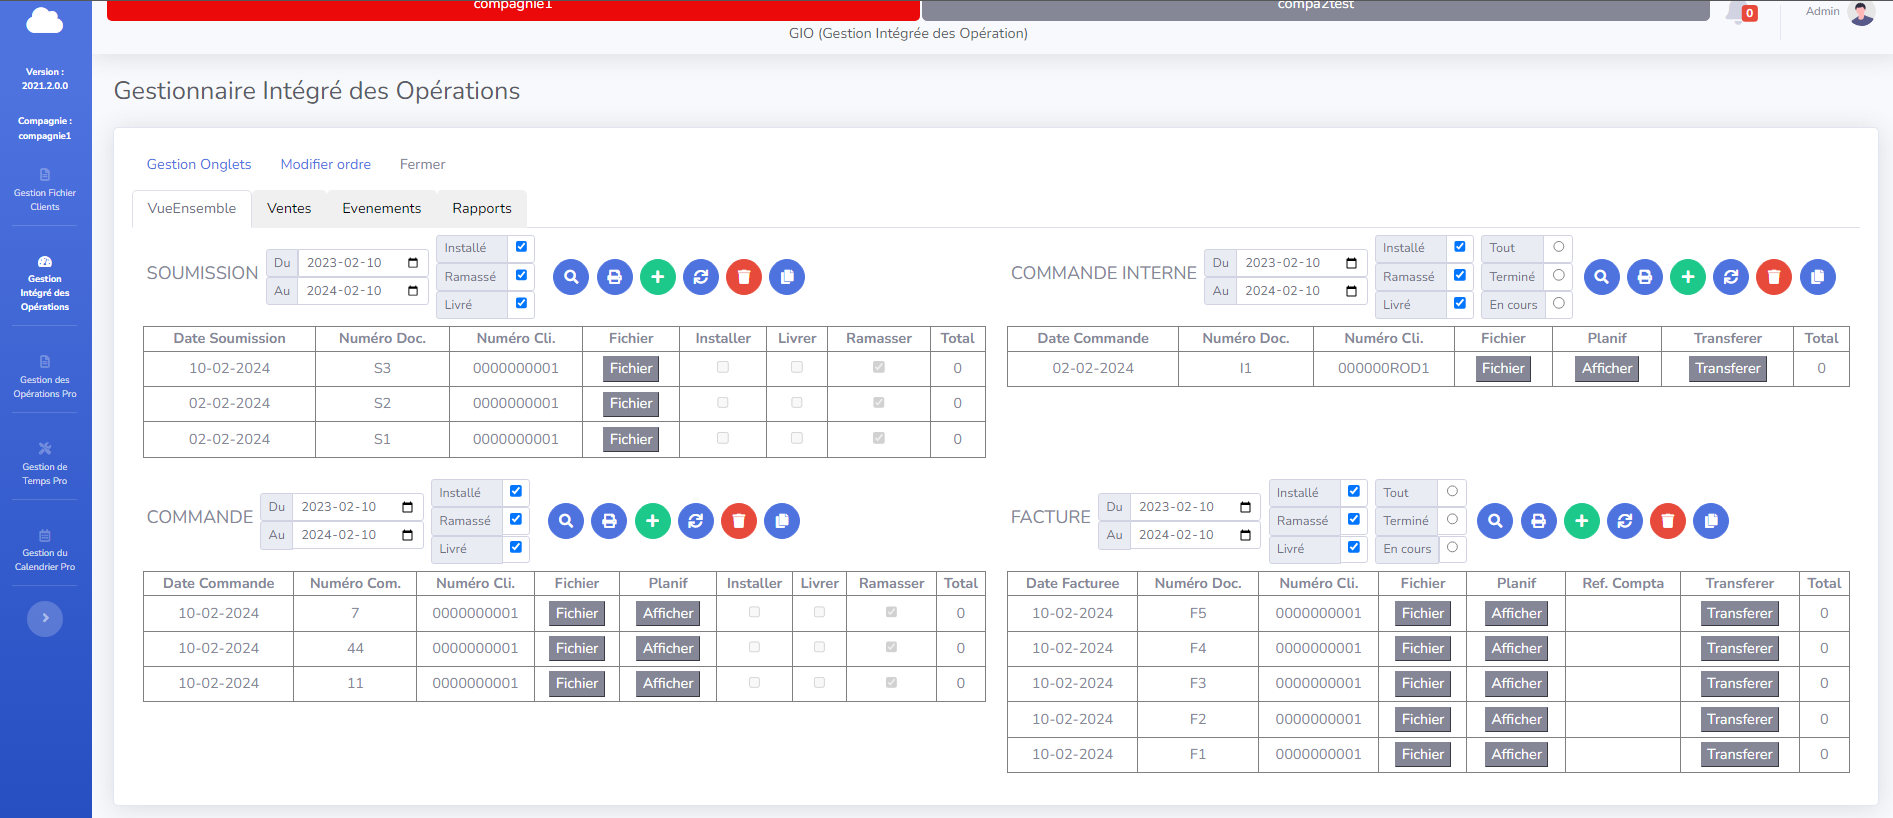 compagnie1
compa2test
0
Admin
GIO (Gestion Intégrée des Opération)
Version :
2021.2.0.0
Compagnie :
compagnie1
Gestion Fichier
Clients
Gestion
Intégré des
Opérations
Gestion des
Opérations Pro
Gestion de
Temps Pro
Gestion du
Calendrier Pro
Gestionnaire Intégré des Opérations
Gestion Onglets Modifier ordre Fermer
VueEnsemble Ventes Evenements Rapports
SOUMISSION
Du 2023-02-10
Au 2024-02-10
Installé
Ramassé
Livré
Date Soumission Numéro Doc. Numéro Cli. Fichier Installer Livrer Ramasser Total
10-02-2024 S3 0000000001 Fichier 0
02-02-2024 S2 0000000001 Fichier 0
02-02-2024 S1 0000000001 Fichier 0
COMMANDE INTERNE
Du 2023-02-10
Au 2024-02-10
Installé Tout
Ramassé Terminé
Livré En cours
Date Commande Numéro Doc. Numéro Cli. Fichier Planif Transferer Total
02-02-2024 I1 000000ROD1 Fichier Afficher Transferer 0
COMMANDE
Du 2023-02-10
Au 2024-02-10
Installé
Ramassé
Livré
Date Commande Numéro Com. Numéro Cli. Fichier Planif Installer Livrer Ramasser Total
10-02-2024 7 0000000001 Fichier Afficher 0
10-02-2024 44 0000000001 Fichier Afficher 0
10-02-2024 11 0000000001 Fichier Afficher 0
FACTURE
Du 2023-02-10
Au 2024-02-10
Installé Tout
Ramassé Terminé
Livré En cours
Date Facturee Numéro Doc. Numéro Cli. Fichier Planif Ref. Compta Transferer Total
10-02-2024 F5 0000000001 Fichier Afficher Transferer 0
10-02-2024 F4 0000000001 Fichier Afficher Transferer 0
10-02-2024 F3 0000000001 Fichier Afficher Transferer 0
10-02-2024 F2 0000000001 Fichier Afficher Transferer 0
10-02-2024 F1 0000000001 Fichier Afficher Transferer 0